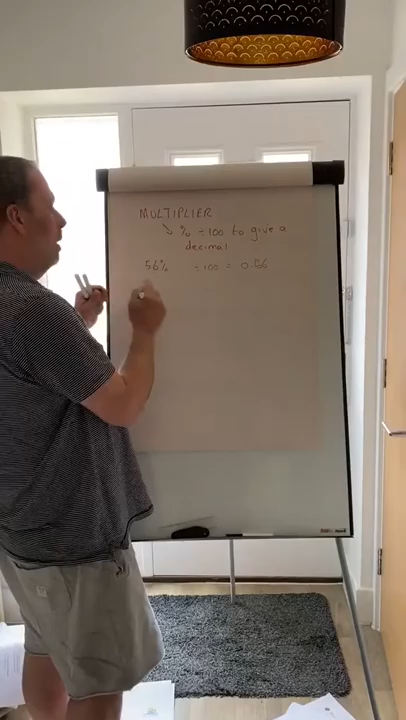 MULTIPLIER
↘ % ÷100 to give a
decimal
56% ÷100 = 0.56